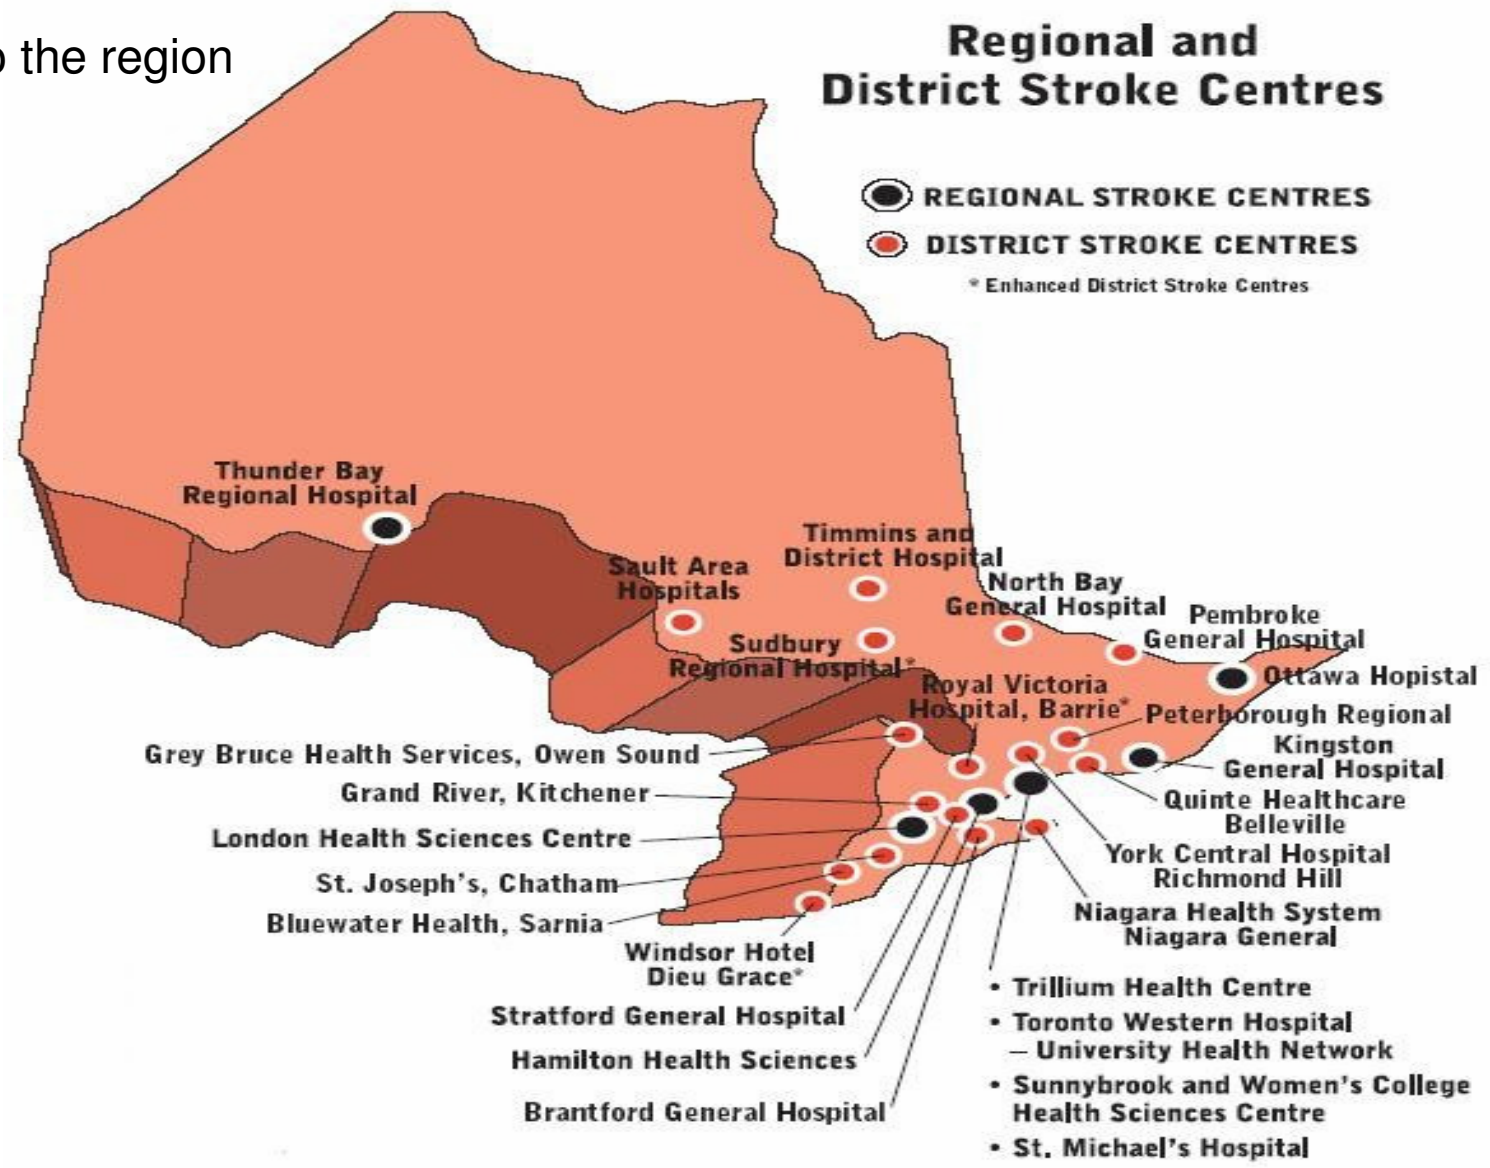 o the region
Regional and
District Stroke Centres
REGIONAL STROKE CENTRES
DISTRICT STROKE CENTRES
* Enhanced District Stroke Centres
Thunder Bay
Regional Hospital
Timmins and
District Hospital
Sault Area
Hospitals
North Bay
General Hospital
Pembroke
General Hospital
Sudbury
Regional Hospital*
Ottawa Hopistal
Royal Victoria
Hospital, Barrie*
Peterborough Regional
Kingston
General Hospital
Grey Bruce Health Services, Owen Sound
Grand River, Kitchener
Quinte Healthcare
Belleville
London Health Sciences Centre
York Central Hospital
Richmond Hill
St. Joseph's, Chatham
Bluewater Health, Sarnia
Niagara Health System
Niagara General
Windsor Hotel
Dieu Grace*
Stratford General Hospital
Hamilton Health Sciences
Brantford General Hospital
• Trillium Health Centre
• Toronto Western Hospital
– University Health Network
• Sunnybrook and Women's College
Health Sciences Centre
• St. Michael's Hospital